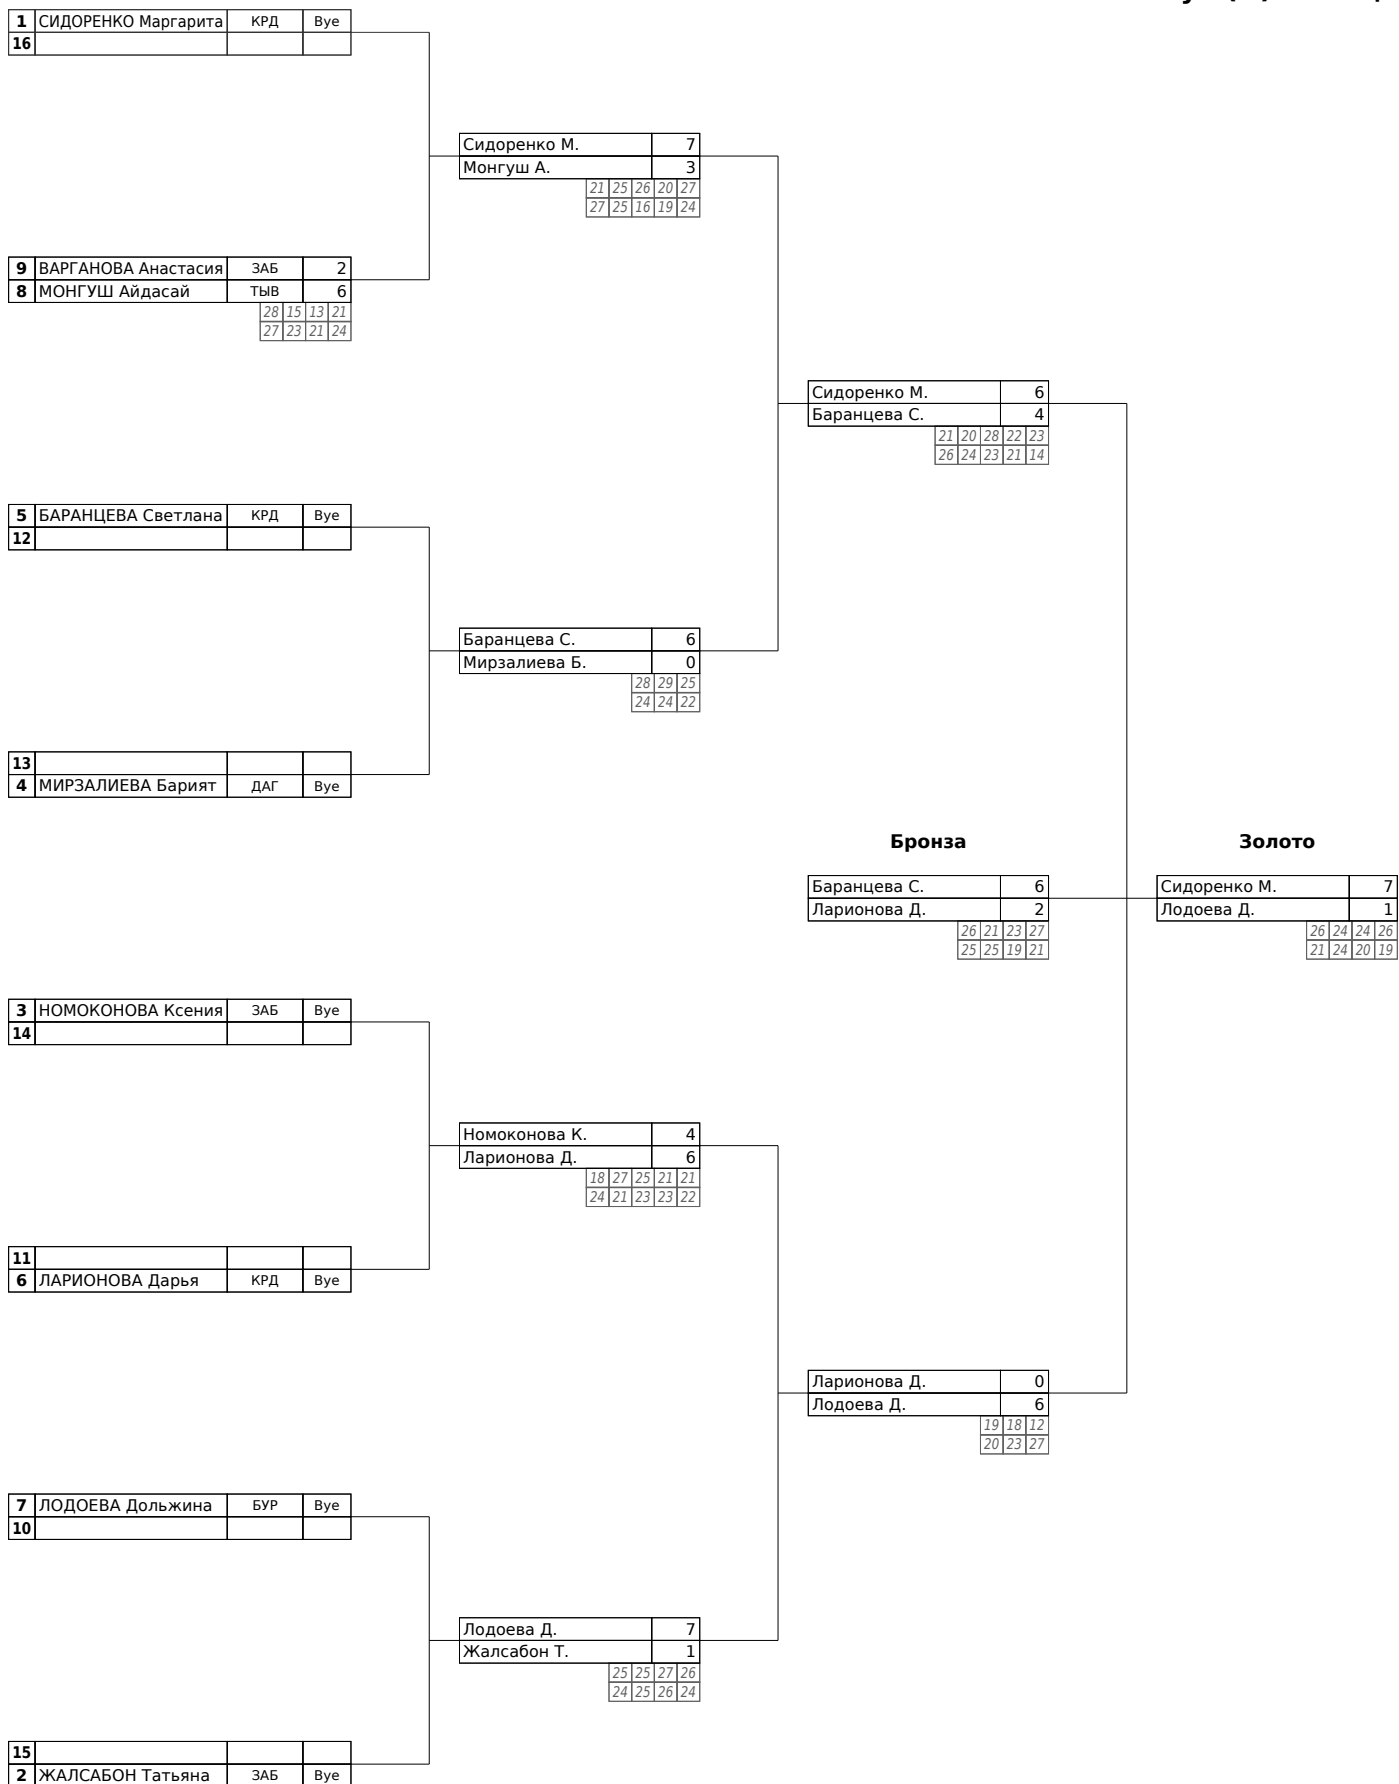 1 СИДОРЕНКО Маргарита КРД Bye
16
Сидоренко М. 7
Монгуш А. 3
21 25 26 20 27
27 25 16 19 24
9 ВАРГАНОВА Анастасия ЗАБ 2
8 МОНГУШ Айдасай ТЫВ 6
28 15 13 21
27 23 21 24
Сидоренко М. 6
Баранцева С. 4
21 20 28 22 23
26 24 23 21 14
5 БАРАНЦЕВА Светлана КРД Bye
12
Баранцева С. 6
Мирзалиева Б. 0
28 29 25
24 24 22
13
4 МИРЗАЛИЕВА Барият ДАГ Bye
Бронза Золото
Баранцева С. 6 Сидоренко М. 7
Ларионова Д. 2 Лодоева Д. 1
26 21 23 27 26 24 24 26
25 25 19 21 21 24 20 19
3 НОМОКОНОВА Ксения ЗАБ Bye
14
Номоконова К. 4
Ларионова Д. 6
18 27 25 21 21
24 21 23 23 22
11
6 ЛАРИОНОВА Дарья КРД Bye
Ларионова Д. 0
Лодоева Д. 6
19 18 12
20 23 27
7 ЛОДОЕВА Дольжина БУР Bye
10
Лодоева Д. 7
Жалсабон Т. 1
25 25 27 26
24 25 26 24
15
2 ЖАЛСАБОН Татьяна ЗАБ Bye